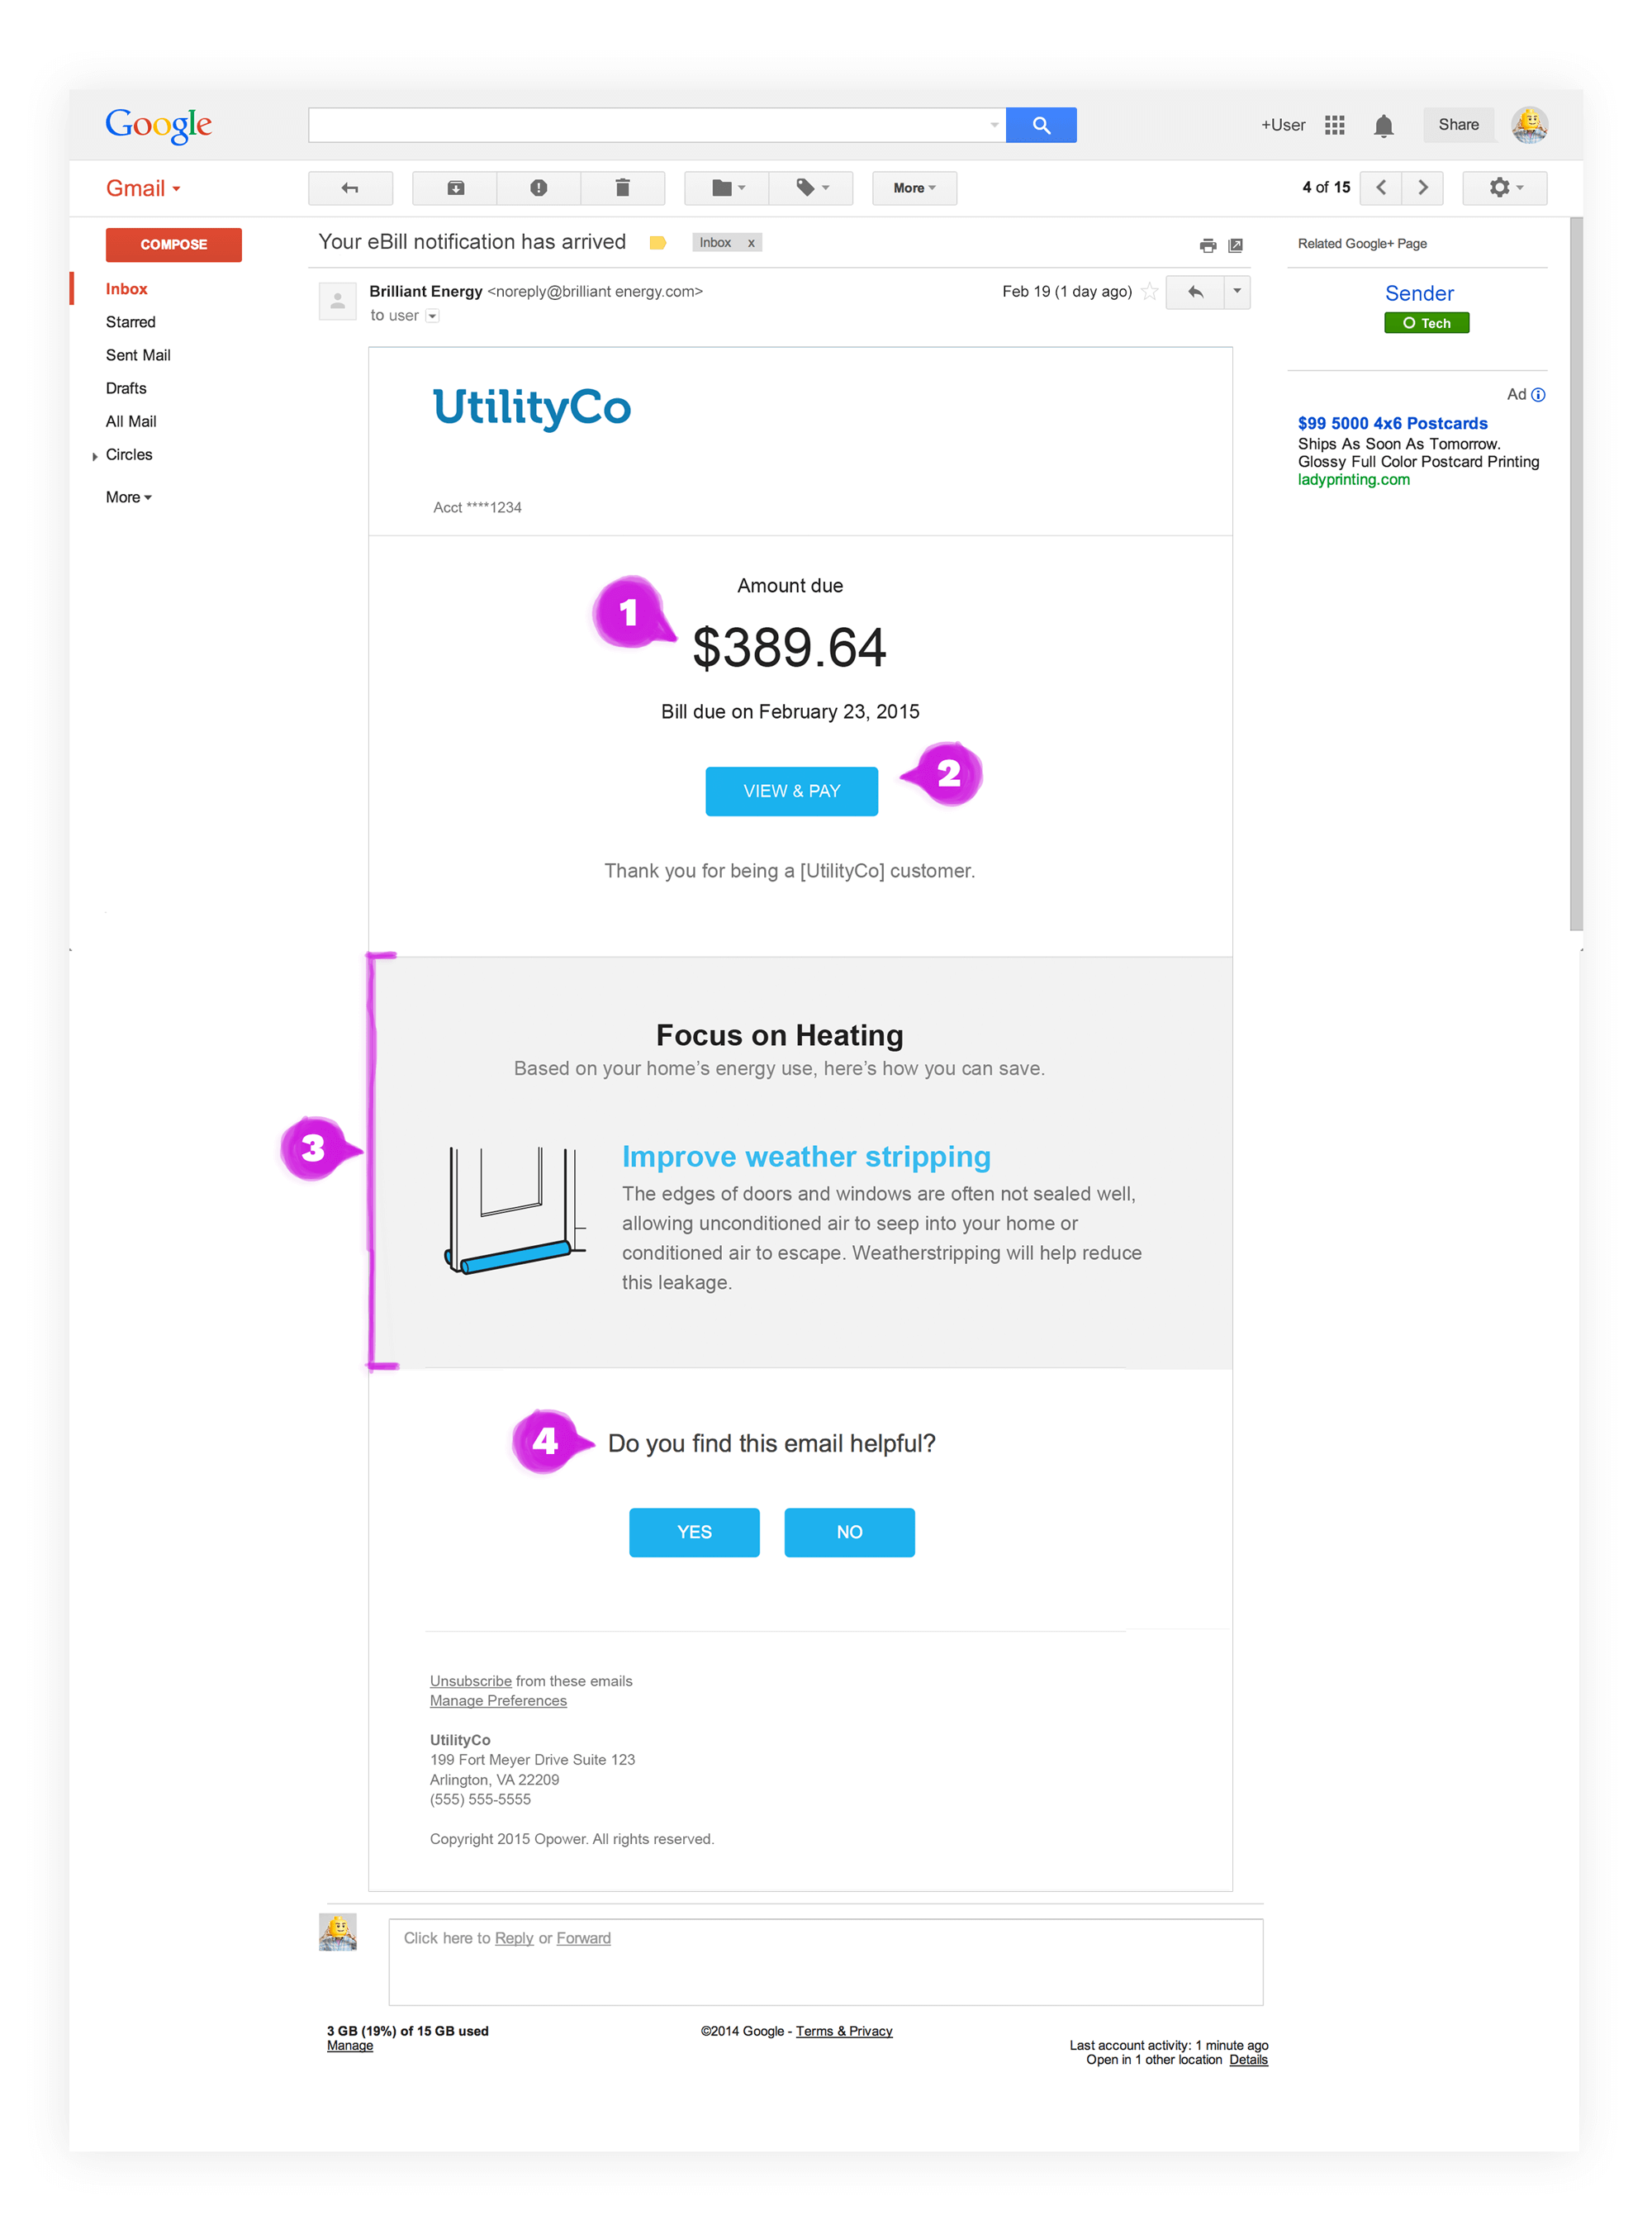 Google
+User
Share
Gmail
More
4 of 15
COMPOSE
Inbox
Starred
Sent Mail
Drafts
All Mail
Circles
More
Your eBill notification has arrived
Inbox x
Brilliant Energy <noreply@brilliant energy.com>
to user
Feb 19 (1 day ago)
Related Google+ Page
Sender
Tech
Ad
$99 5000 4x6 Postcards
Ships As Soon As Tomorrow.
Glossy Full Color Postcard Printing
ladyprinting.com
UtilityCo
Acct ****1234
Amount due
1
$389.64
Bill due on February 23, 2015
2
VIEW & PAY
Thank you for being a [UtilityCo] customer.
Focus on Heating
Based on your home’s energy use, here’s how you can save.
3
Improve weather stripping
The edges of doors and windows are often not sealed well,
allowing unconditioned air to seep into your home or
conditioned air to escape. Weatherstripping will help reduce
this leakage.
4
Do you find this email helpful?
YES
NO
Unsubscribe from these emails
Manage Preferences
UtilityCo
199 Fort Meyer Drive Suite 123
Arlington, VA 22209
(555) 555-5555
Copyright 2015 Opower. All rights reserved.
Click here to Reply or Forward
3 GB (19%) of 15 GB used
Manage
©2014 Google - Terms & Privacy
Last account activity: 1 minute ago
Open in 1 other location Details